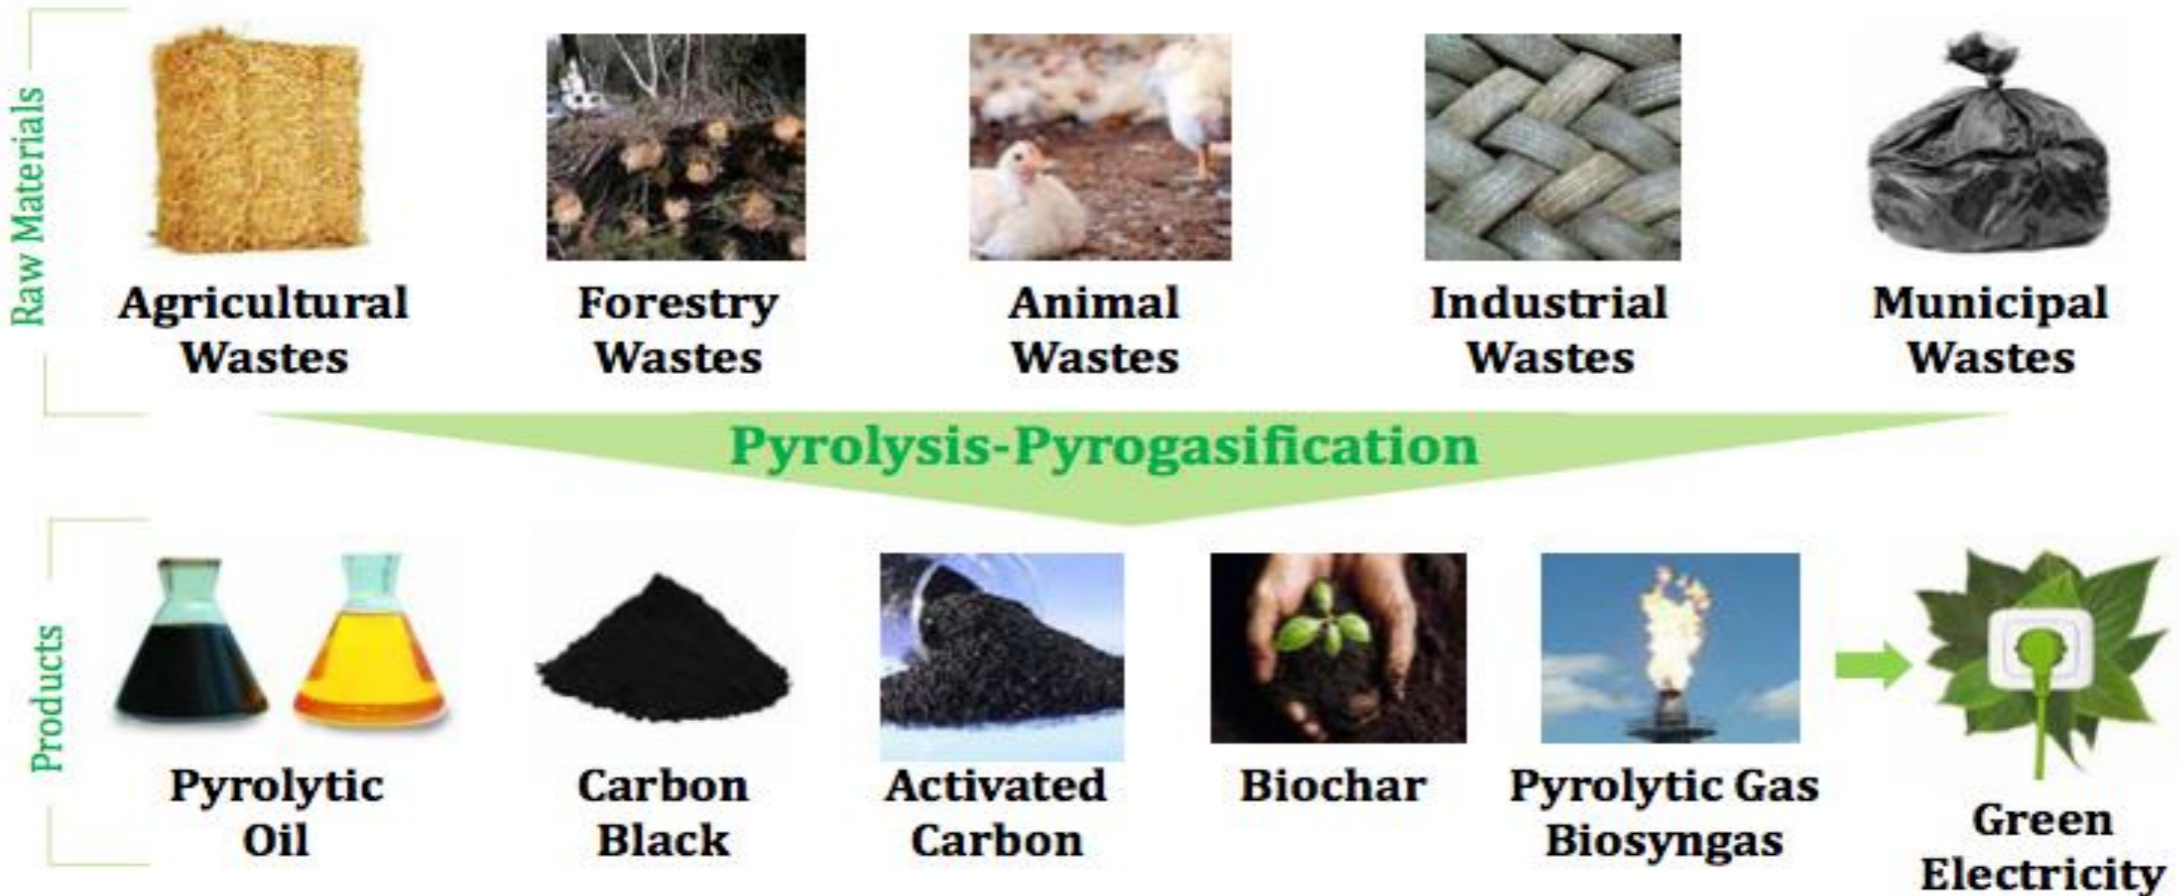 Raw Materials
Agricultural
Wastes
Forestry
Wastes
Animal
Wastes
Industrial
Wastes
Municipal
Wastes
Pyrolysis-Pyrogasification
Products
Pyrolytic
Oil
Carbon
Black
Activated
Carbon
Biochar
Pyrolytic Gas
Biosyngas
Green
Electricity